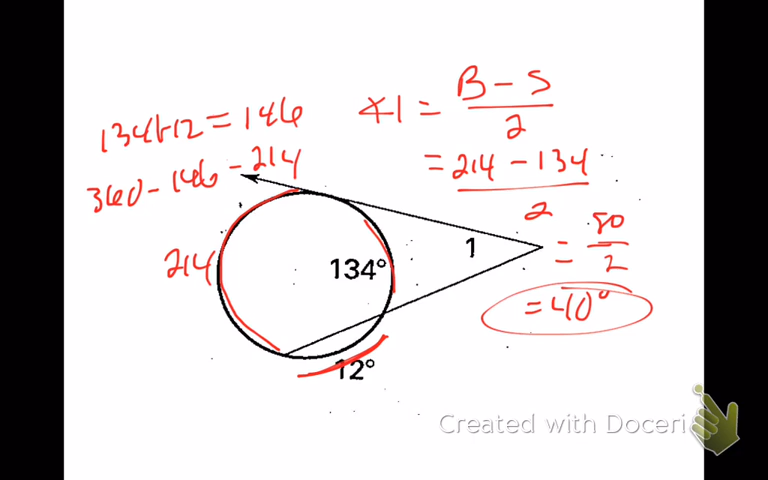 134+12 = 146
360 - 146 - 214
∡1 = B - S
2
= 214 - 134
2
= 80
2
= 40°
214
134°
1
12°
Created with Doceri